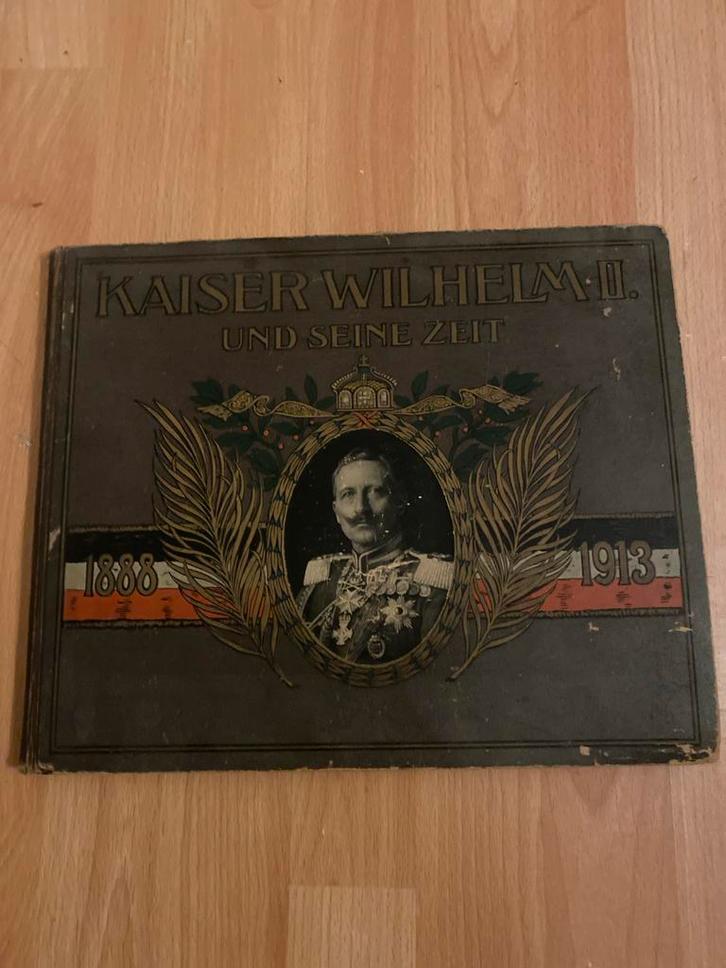 KAISER WILHELM·II.
UND SEINE ZEIT
1888 1913